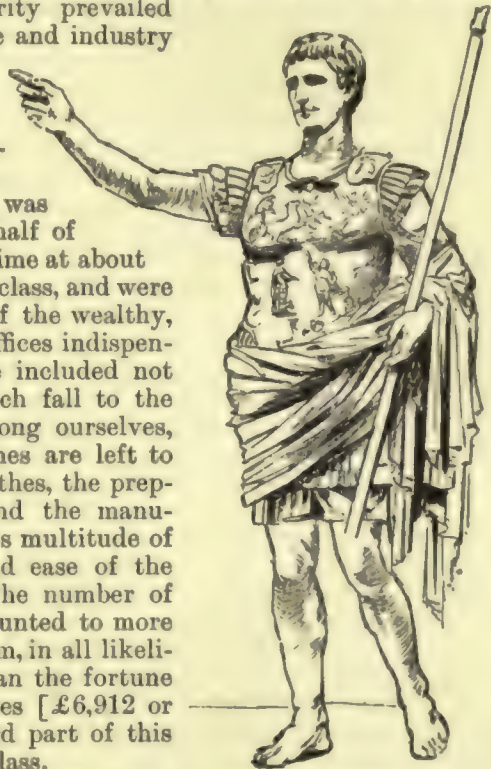 rity prevailed
e and industry
was
half of
ime at about
class, and were
f the wealthy,
ffices indispen-
e included not
ch fall to the
ong ourselves,
nes are left to
thes, the prep-
nd the manu-
s multitude of
d ease of the
he number of
unted to more
m, in all likeli-
an the fortune
es [£6,912 or
d part of this
lass.